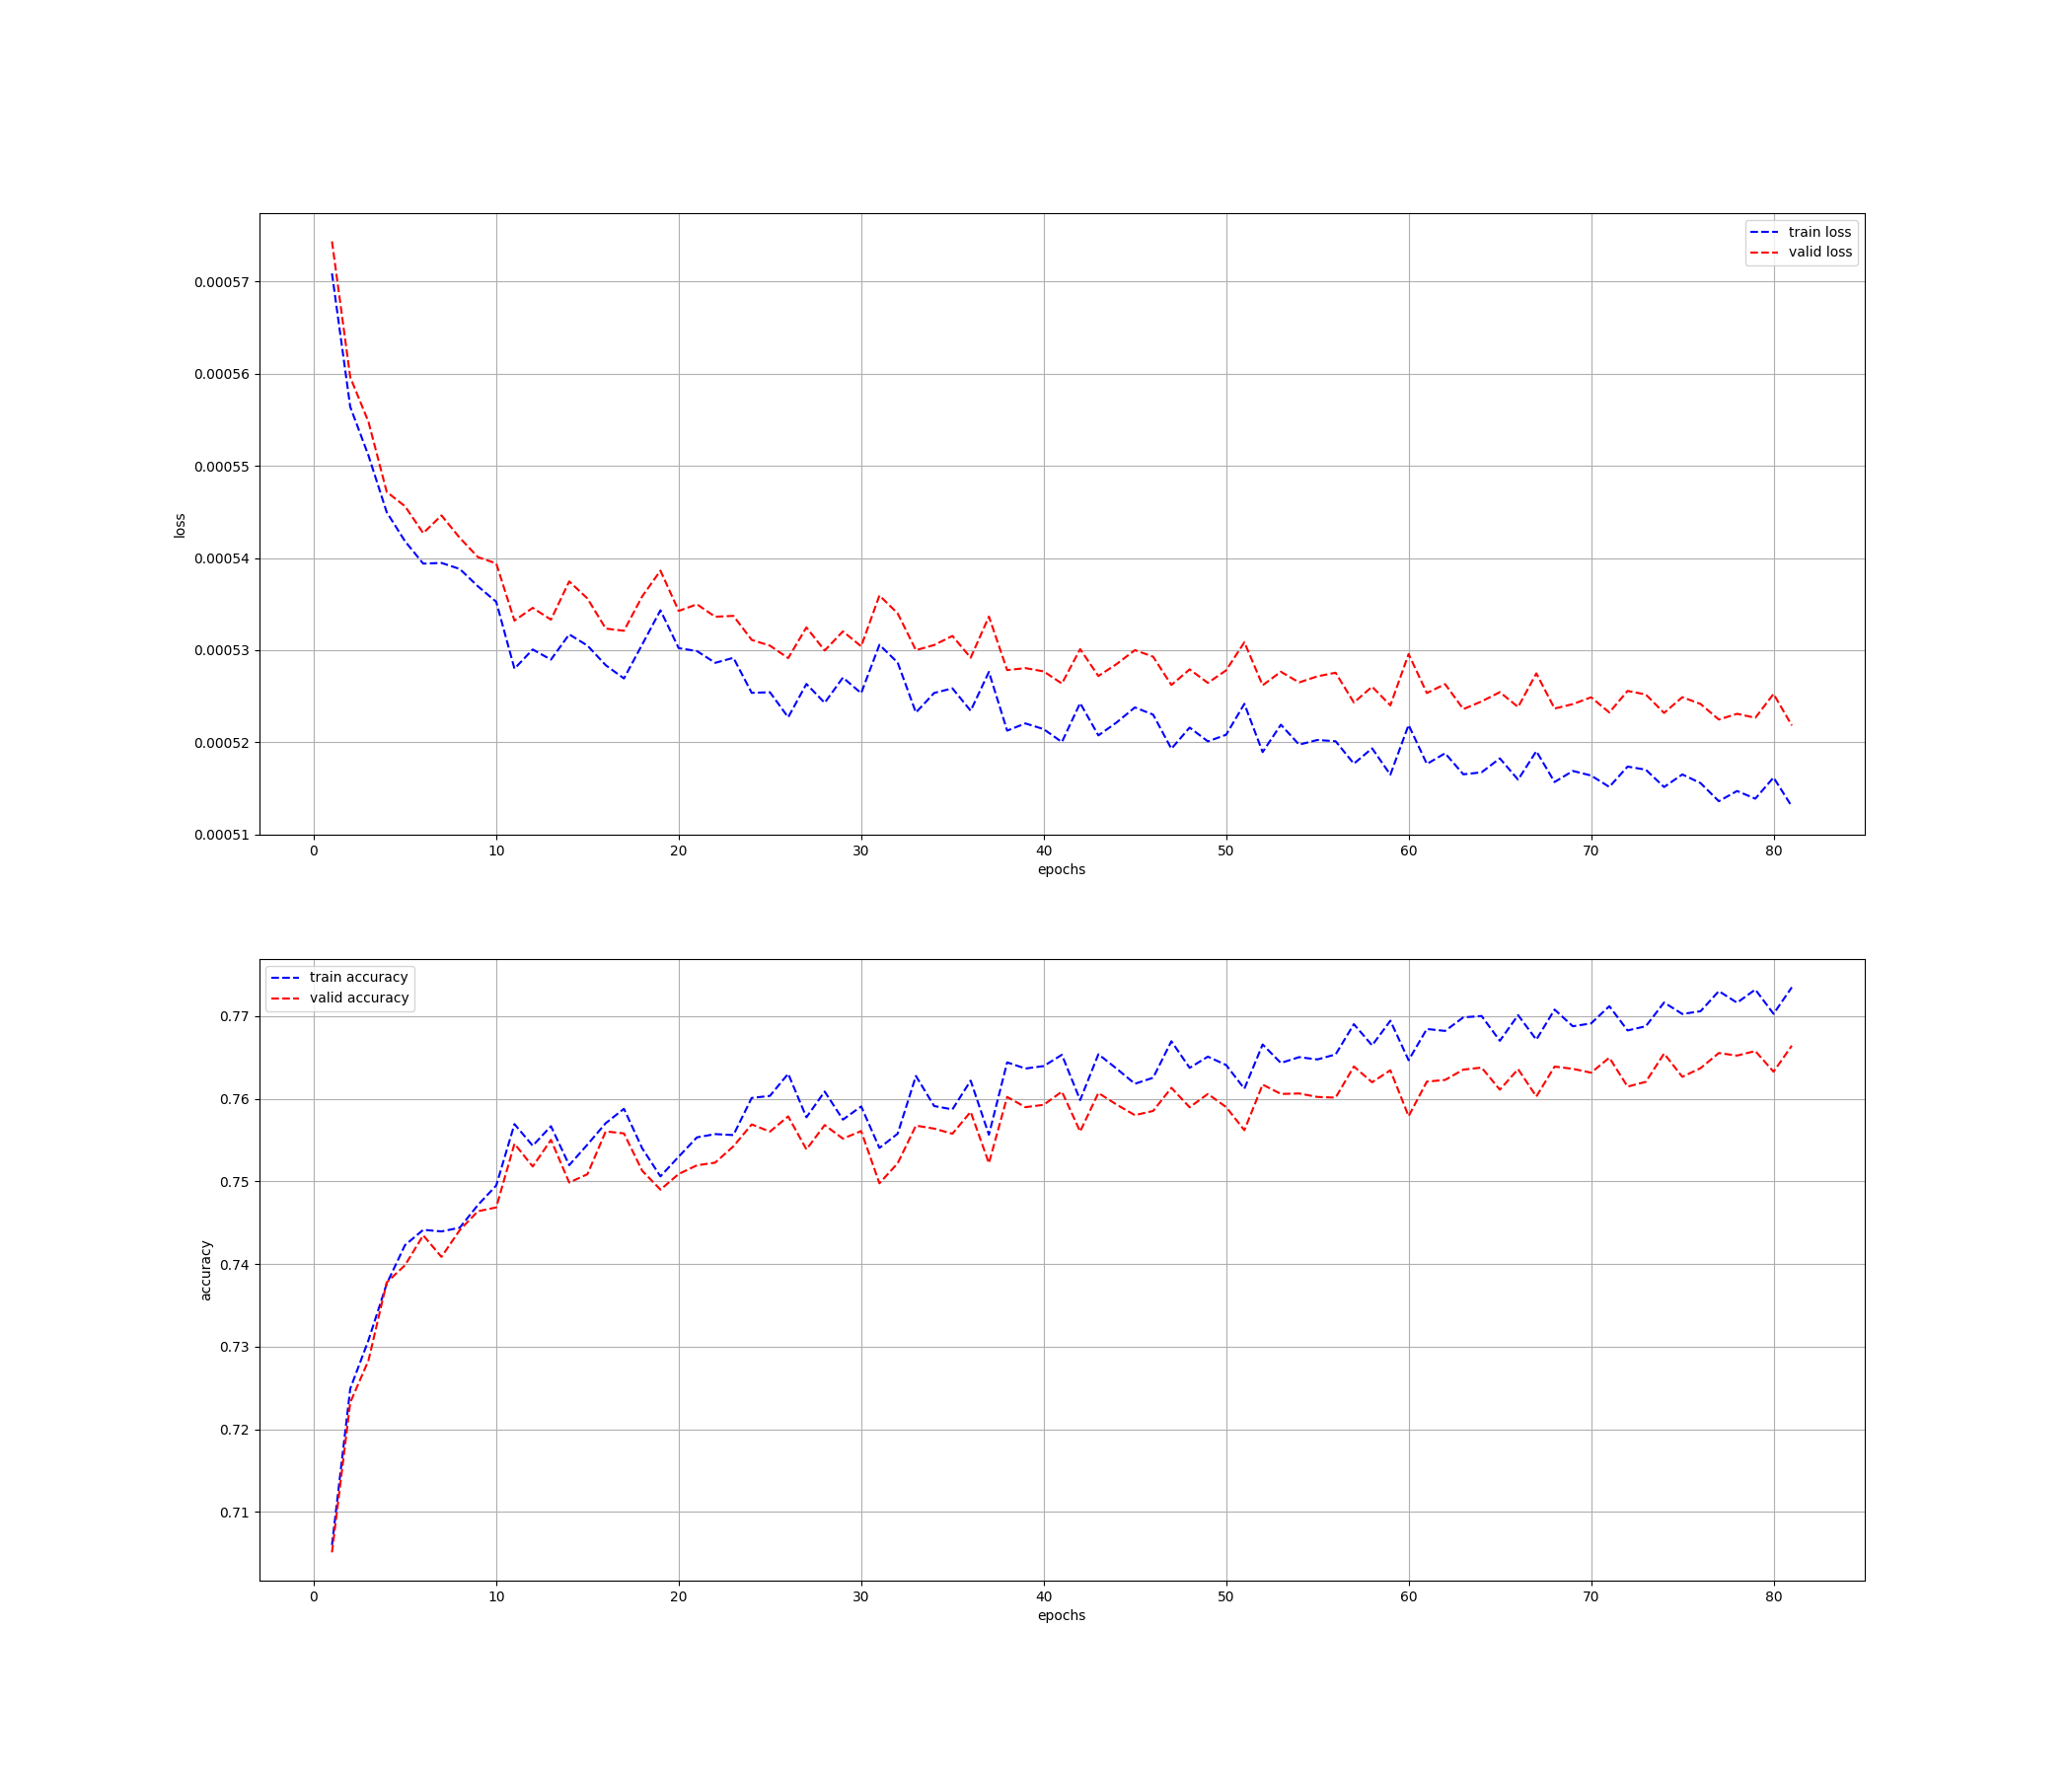 train loss
valid loss
0.00057
0.00056
0.00055
0.00054
0.00053
0.00052
0.00051
loss
0 10 20 30 40 50 60 70 80
epochs
train accuracy
valid accuracy
0.77
0.76
0.75
0.74
0.73
0.72
0.71
accuracy
0 10 20 30 40 50 60 70 80
epochs